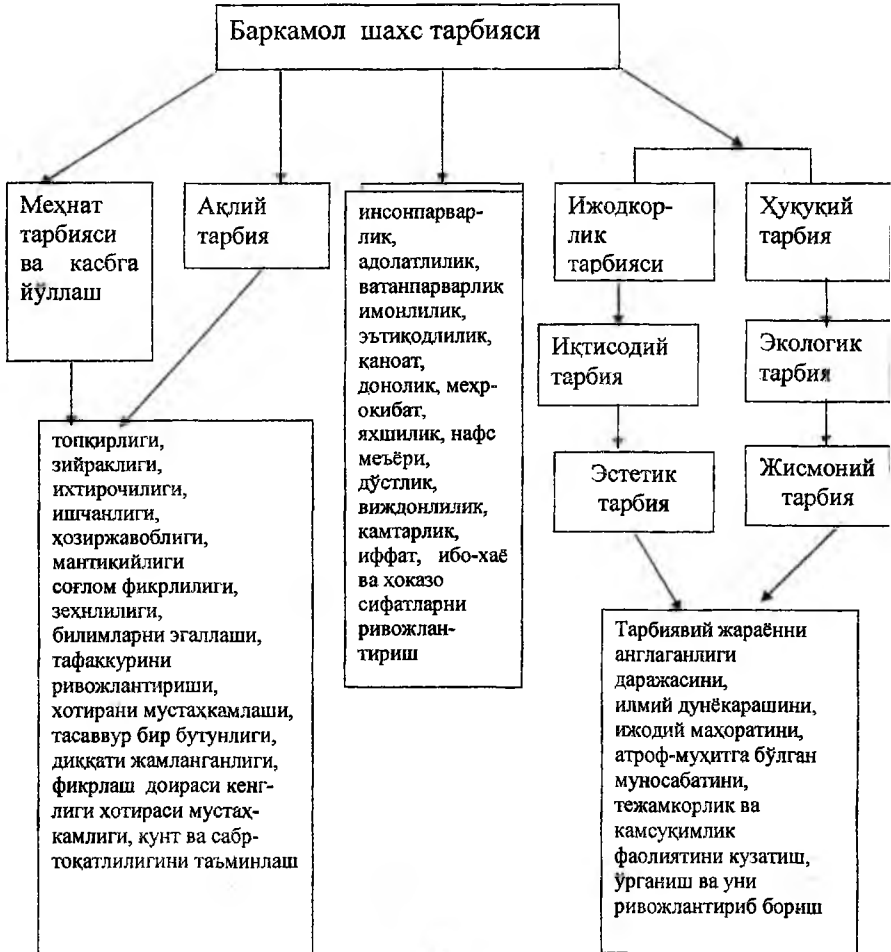 Баркамол шахс тарбияси
Меҳнат
тарбияси
ва касбга
йўллаш
Ақлий
тарбия
инсонпарвар-
лик,
адолатлилик,
ватанпарварлик
имонлилик,
эътиқодлилик,
қаноат,
донолик, меҳр-
окибат,
яхшилик, нафс
меъёри,
дўстлик,
виждонлилик,
камтарлик,
иффат, ибо-хаё
ва ҳоказо
сифатларни
ривожлан-
тириш
Ижодкор-
лик
тарбияси
Ҳуқуқий
тарбия
Иқтисодий
тарбия
Экологик
тарбия
Эстетик
тарбия
Жисмоний
тарбия
топқирлиги,
зийраклиги,
ихтирочилиги,
ишчанлиги,
ҳозиржавоблиги,
мантиқийлиги
соғлом фикрлилиги,
зеҳнлилиги,
билимларни эгаллаши,
тафаккурини
ривожлантириши,
хотирани мустаҳкамлаши,
тасаввур бир бутунлиги,
диққати жамланганлиги,
фикрлаш доираси кенг-
лиги хотираси мустаҳ-
камлиги, кунт ва сабр-
тоқатлилигини таъминлаш
Тарбиявий жараённи
англаганлиги
даражасини,
илмий дунёкарашини,
ижодий маҳоратини,
атроф-муҳитга бўлган
муносабатини,
тежамкорлик ва
камсуқимлик
фаолиятини кузатиш,
ўрганиш ва уни
ривожлантириб бориш